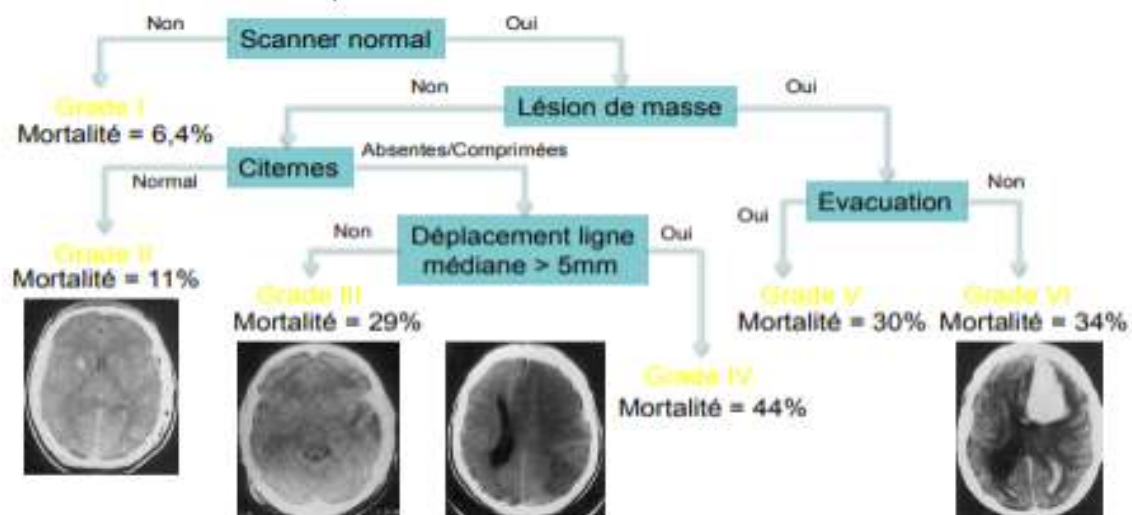 Non
Scanner normal
Oui
Grade I
Mortalité = 6,4%
Non
Lésion de masse
Oui
Normal
Citernes
Absentes/Comprimées
Oui
Evacuation
Non
Grade II
Mortalité = 11%
Non
Déplacement ligne
médiane > 5mm
Oui
Grade III
Mortalité = 29%
Grade IV
Mortalité = 44%
Grade V
Mortalité = 30%
Grade VI
Mortalité = 34%